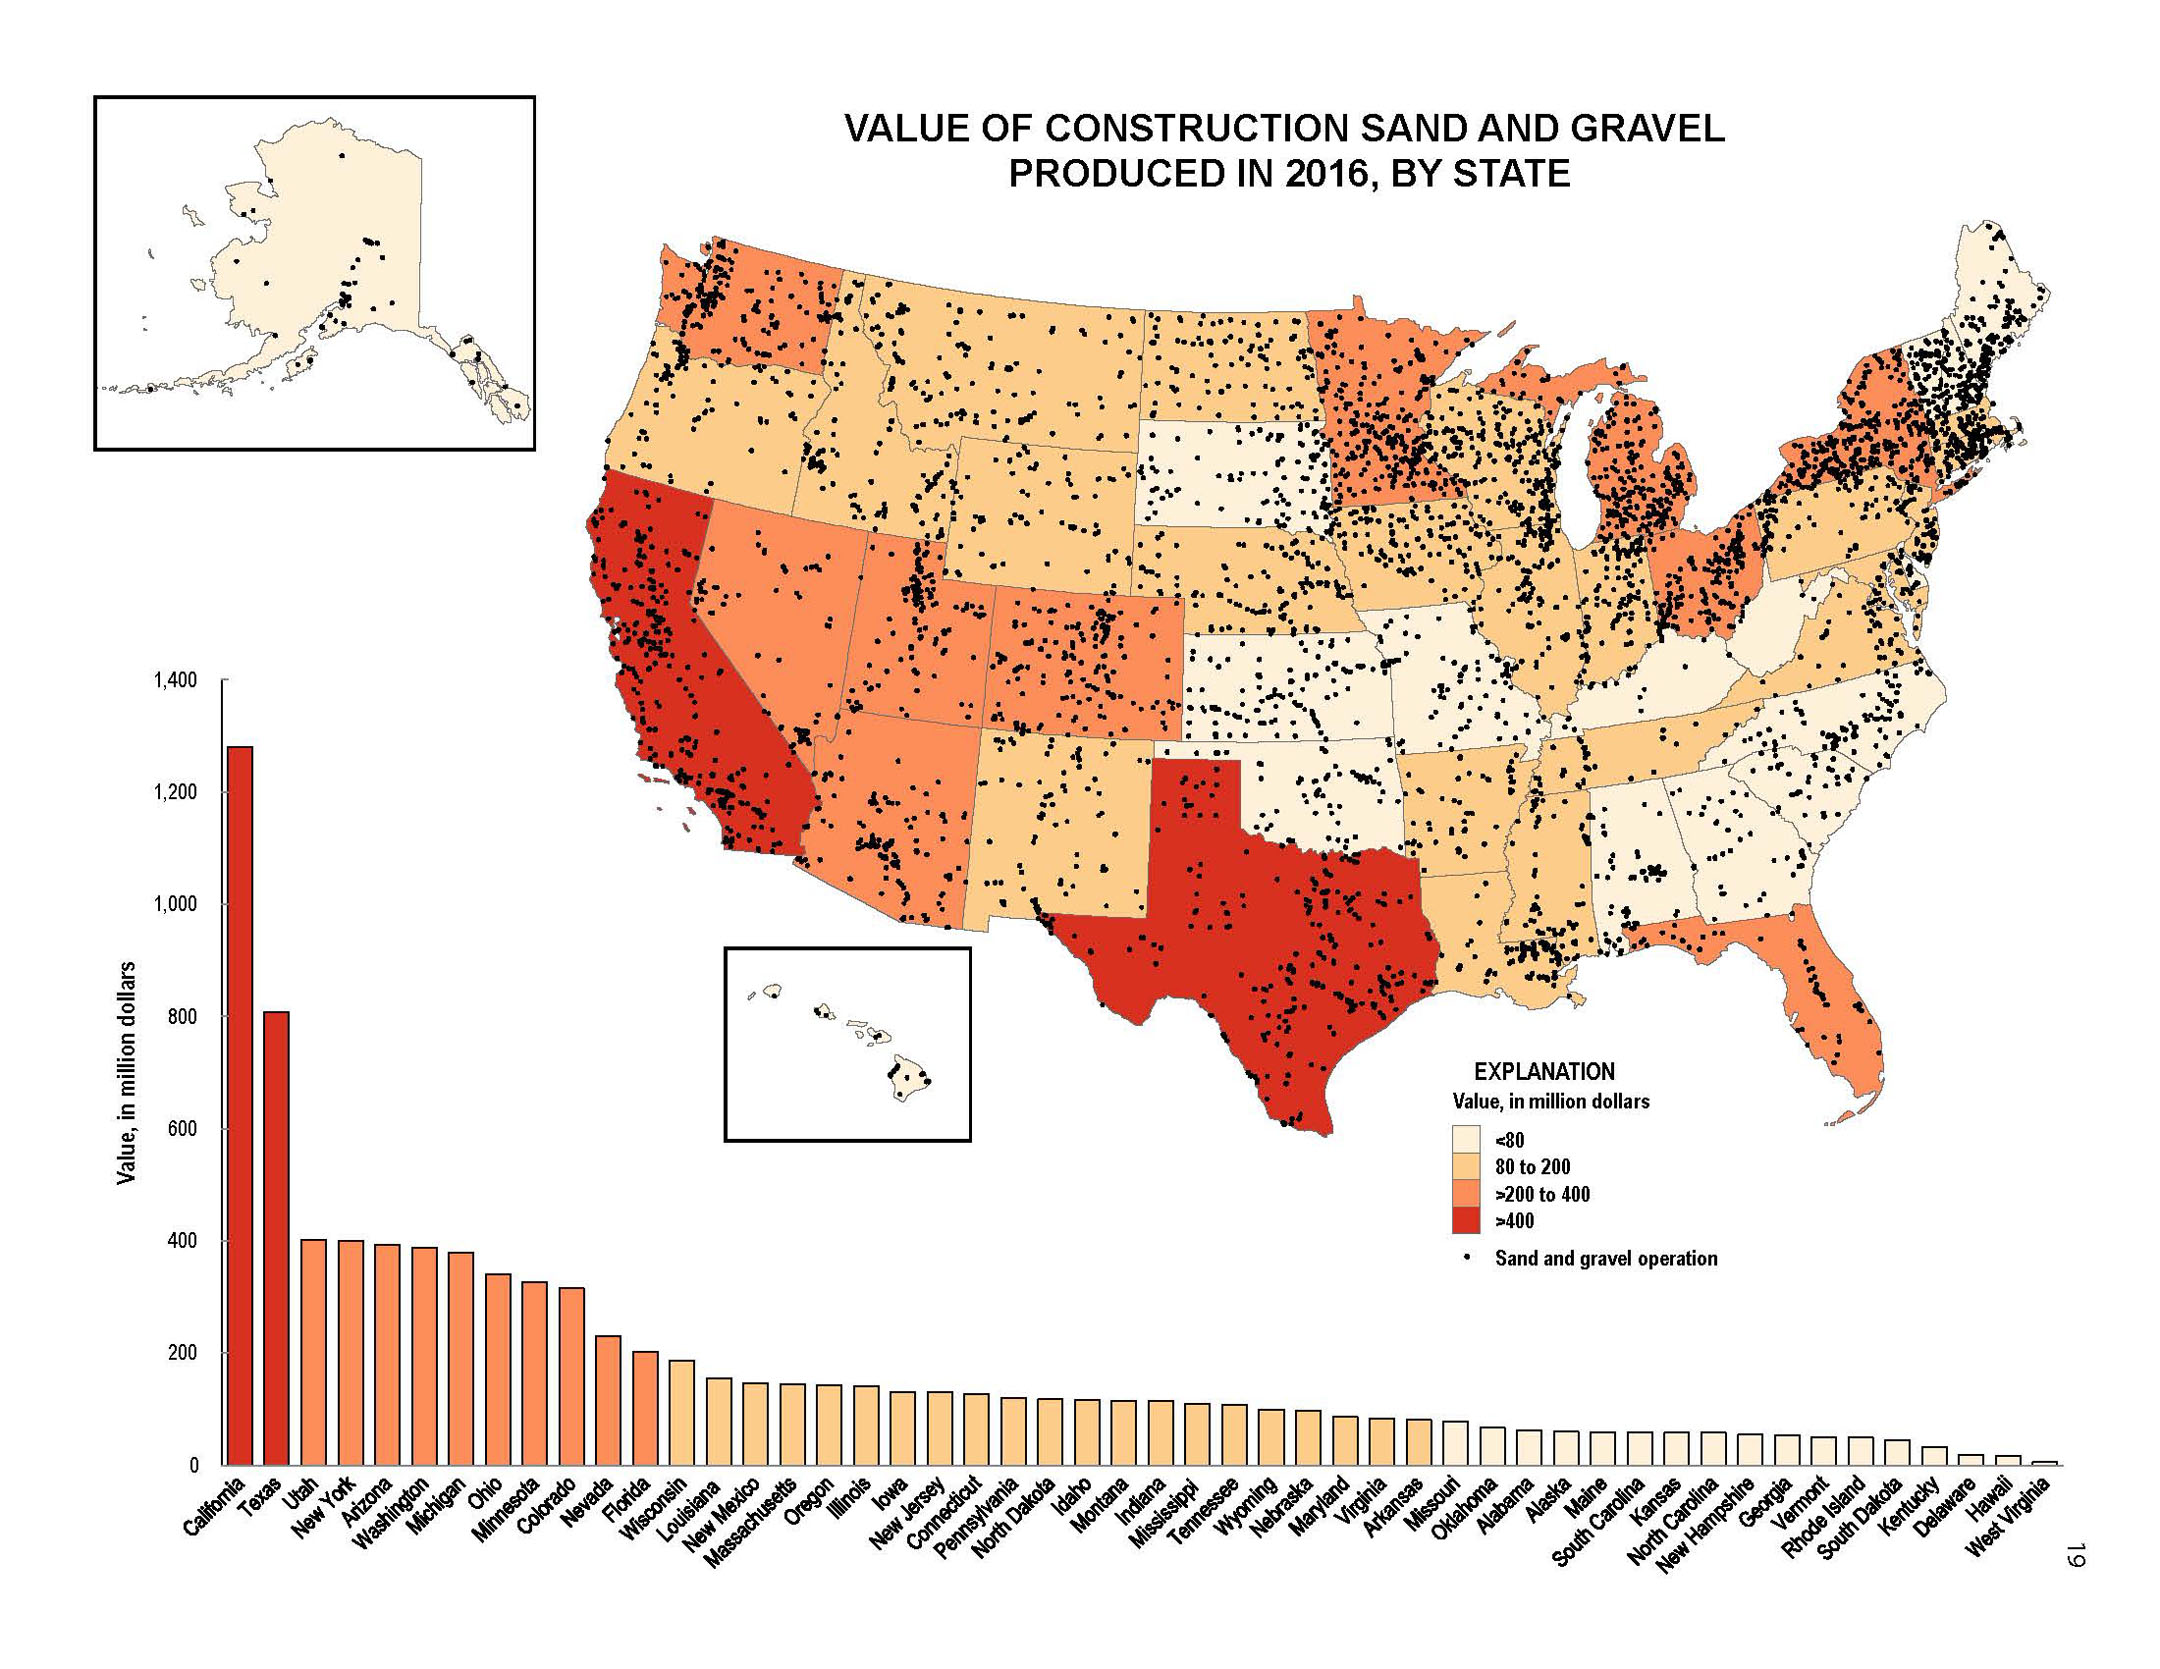 VALUE OF CONSTRUCTION SAND AND GRAVEL
PRODUCED IN 2016, BY STATE
Value, in million dollars
1,400
1,200
1,000
800
600
400
200
0
California
Texas
Utah
New York
Arizona
Washington
Michigan
Ohio
Minnesota
Colorado
Nevada
Florida
Wisconsin
Louisiana
New Mexico
Massachusetts
Oregon
Illinois
Iowa
New Jersey
Connecticut
Pennsylvania
North Dakota
Idaho
Montana
Indiana
Mississippi
Tennessee
Wyoming
Nebraska
Maryland
Virginia
Arkansas
Missouri
Oklahoma
Alabama
Alaska
Maine
South Carolina
Kansas
North Carolina
New Hampshire
Georgia
Vermont
Rhode Island
South Dakota
Kentucky
Delaware
Hawaii
West Virginia
EXPLANATION
Value, in million dollars
<80
80 to 200
>200 to 400
>400
Sand and gravel operation
19